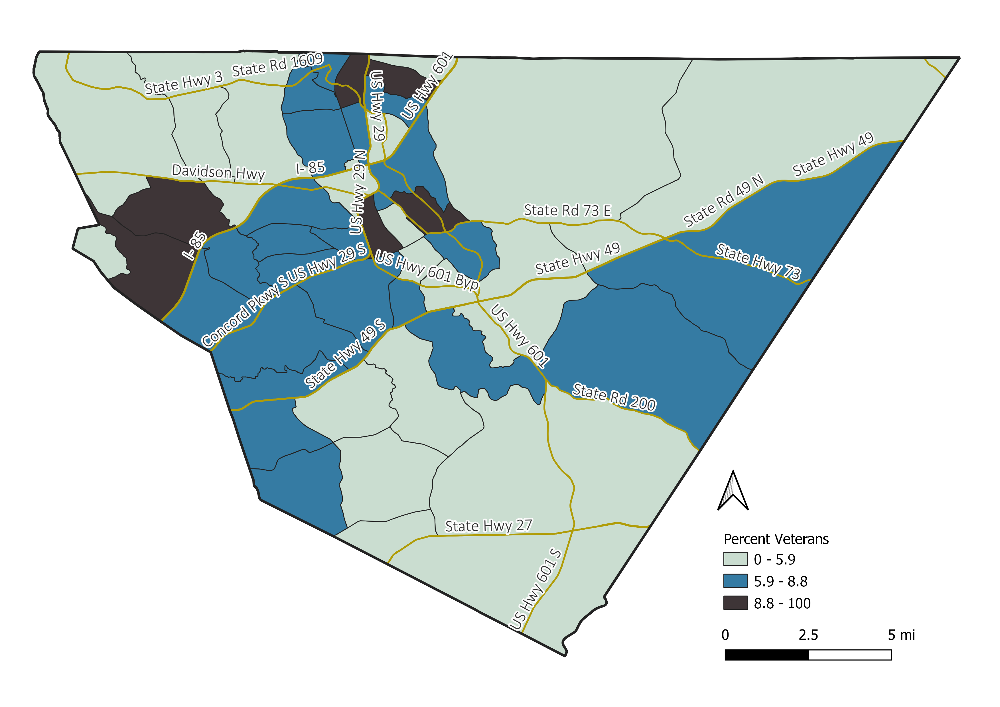 State Hwy 3
State Rd 1609
US Hwy 29
US Hwy 601
Davidson Hwy
I- 85
US Hwy 29 N
State Hwy 49
State Rd 49 N
State Rd 73 E
I- 85
US Hwy 29 S
US Hwy 601 Byp
State Hwy 49
State Hwy 73
Concord Pkwy S
State Hwy 49 S
US Hwy 601
State Rd 200
State Hwy 27
US Hwy 601 S
Percent Veterans
0 - 5.9
5.9 - 8.8
8.8 - 100
0 2.5 5 mi